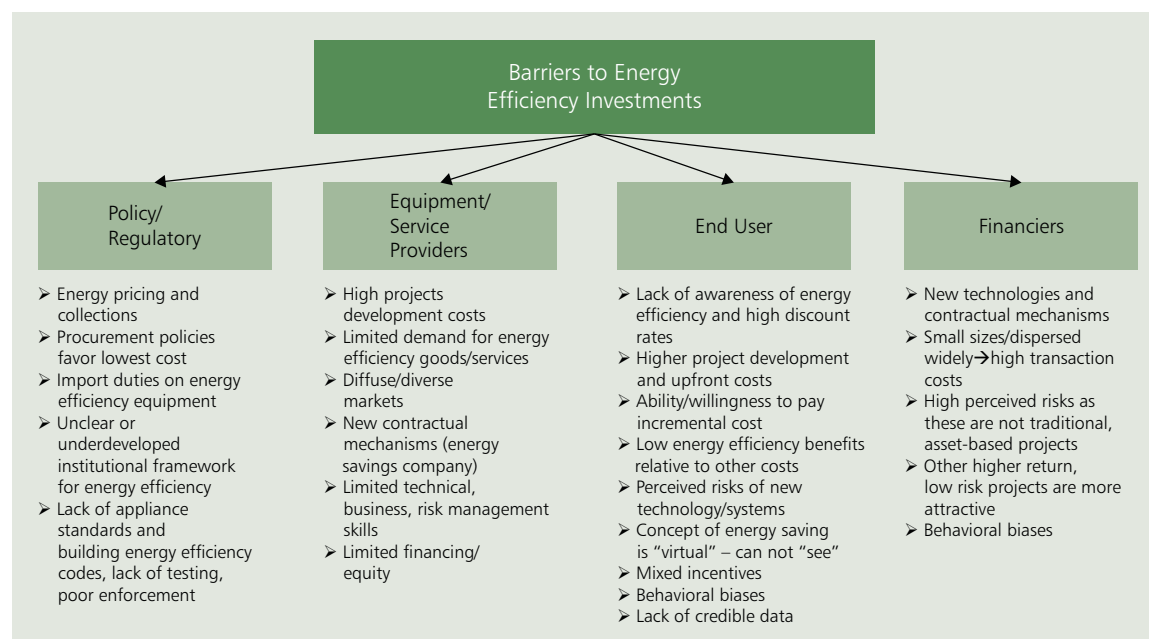 Barriers to Energy
Efficiency Investments
Policy/
Regulatory
➢ Energy pricing and
collections
➢ Procurement policies
favor lowest cost
➢ Import duties on energy
efficiency equipment
➢ Unclear or
underdeveloped
institutional framework
for energy efficiency
➢ Lack of appliance
standards and
building energy efficiency
codes, lack of testing,
poor enforcement
Equipment/
Service
Providers
➢ High projects
development costs
➢ Limited demand for energy
efficiency goods/services
➢ Diffuse/diverse
markets
➢ New contractual
mechanisms (energy
savings company)
➢ Limited technical,
business, risk management
skills
➢ Limited financing/
equity
End User
➢ Lack of awareness of energy
efficiency and high discount
rates
➢ Higher project development
and upfront costs
➢ Ability/willingness to pay
incremental cost
➢ Low energy efficiency benefits
relative to other costs
➢ Perceived risks of new
technology/systems
➢ Concept of energy saving
is “virtual” – can not “see”
➢ Mixed incentives
➢ Behavioral biases
➢ Lack of credible data
Financiers
➢ New technologies and
contractual mechanisms
➢ Small sizes/dispersed
widely→high transaction
costs
➢ High perceived risks as
these are not traditional,
asset-based projects
➢ Other higher return,
low risk projects are more
attractive
➢ Behavioral biases